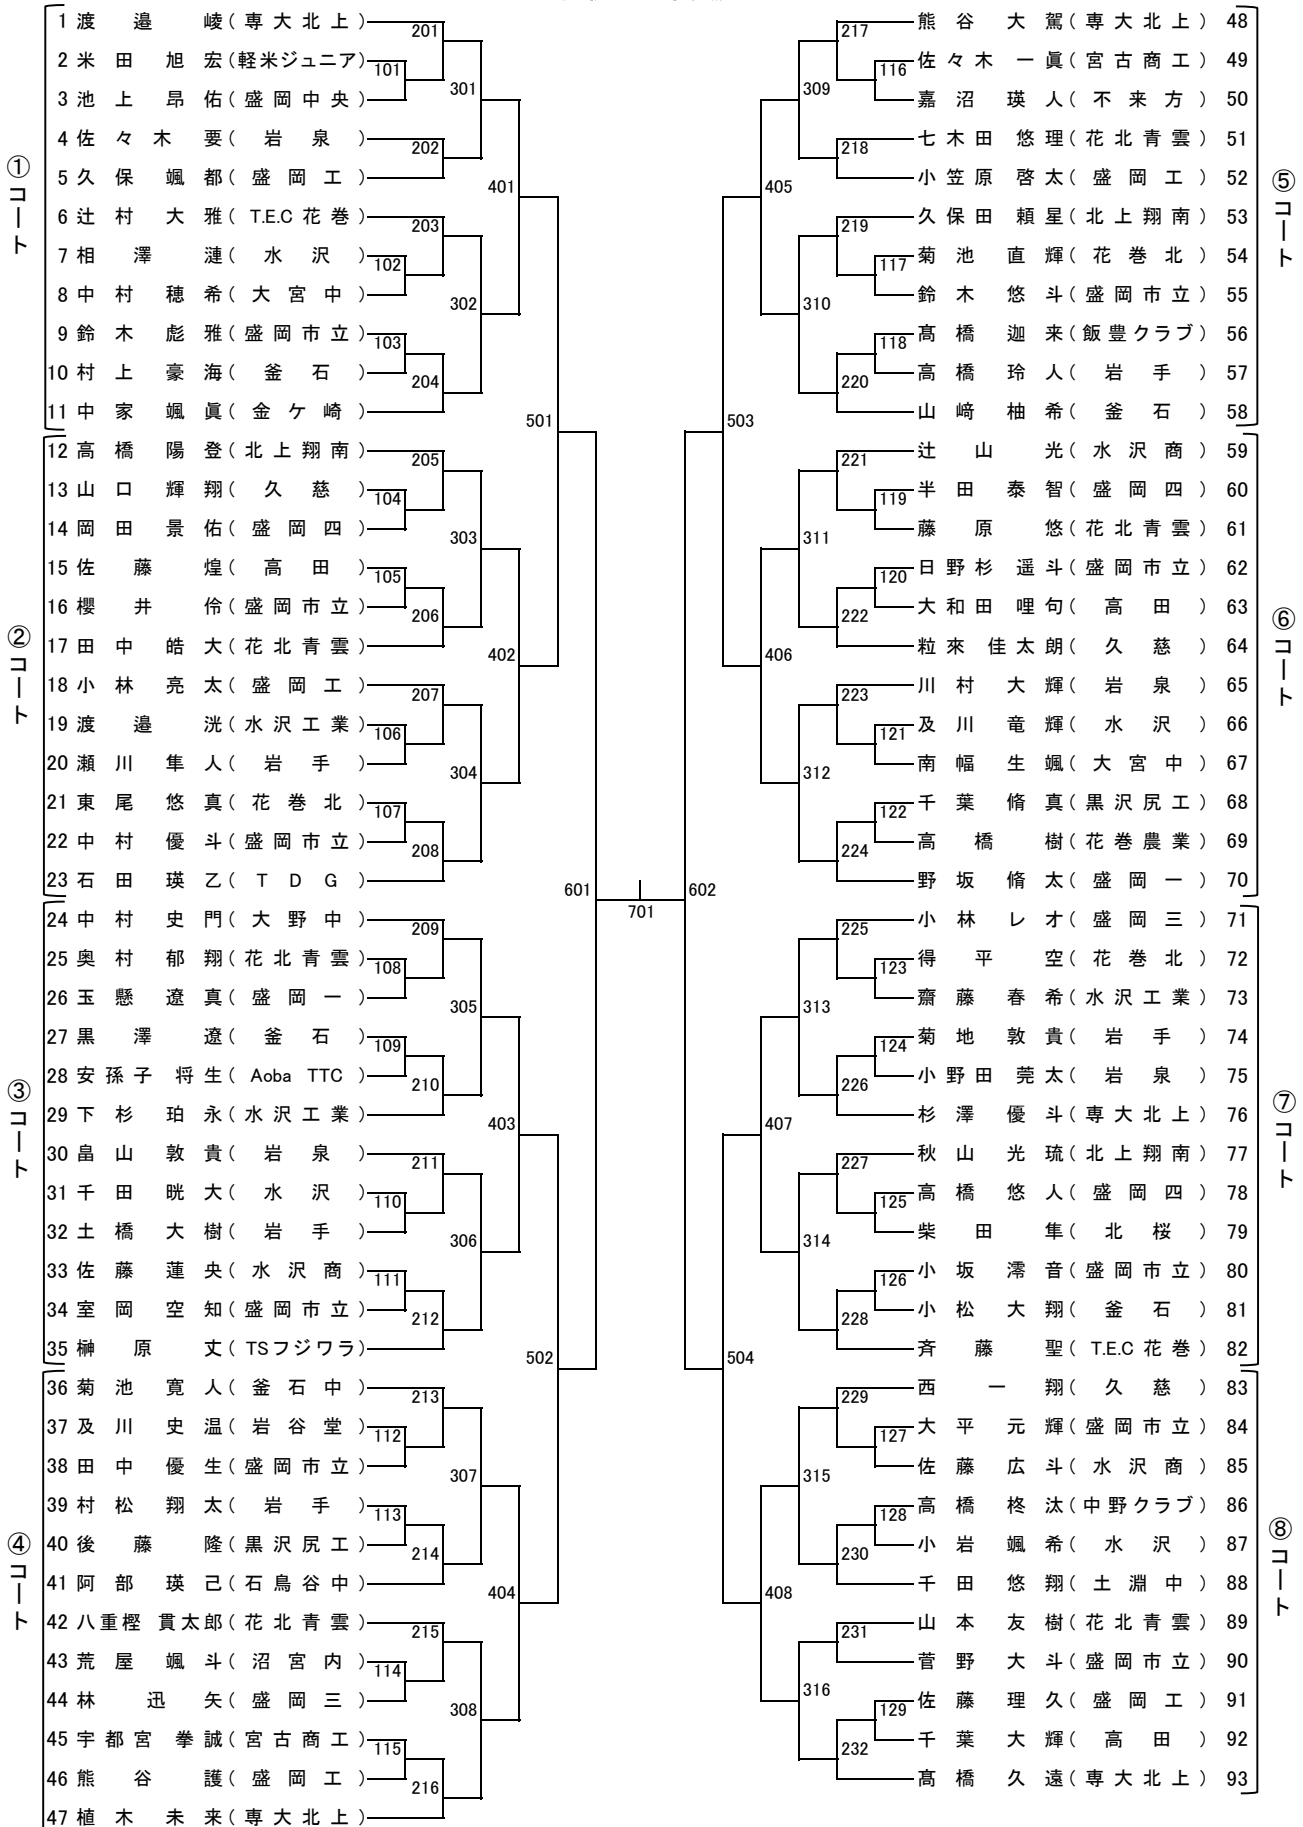 ①コート
1 渡邉 崚 (専大北上)
2 米田 旭宏 (軽米ジュニア)
3 池上 昂佑 (盛岡中央)
4 佐々木 要 (岩泉)
5 久保 颯都 (盛岡工)
6 辻村 大雅 (T.E.C花巻)
7 相澤 漣 (水沢)
8 中村 穂希 (大宮中)
9 鈴木 彪雅 (盛岡市立)
10 村上 豪海 (釜石)
11 中家 颯眞 (金ケ崎)
②コート
12 高橋 陽登 (北上翔南)
13 山口 輝翔 (久慈)
14 岡田 景佑 (盛岡四)
15 佐藤 煌 (高田)
16 櫻井 伶 (盛岡市立)
17 田中 皓大 (花北青雲)
18 小林 亮太 (盛岡工)
19 渡邉 洸 (水沢工業)
20 瀬川 隼人 (岩手)
21 東尾 悠真 (花巻北)
22 中村 優斗 (盛岡市立)
23 石田 瑛乙 (TDG)
③コート
24 中村 史門 (大野中)
25 奥村 郁翔 (花北青雲)
26 玉懸 遼真 (盛岡一)
27 黒澤 遼 (釜石)
28 安孫子 将生 (Aoba TTC)
29 下杉 珀永 (水沢工業)
30 畠山 敦貴 (岩泉)
31 千田 晄大 (水沢)
32 土橋 大樹 (岩手)
33 佐藤 蓮央 (水沢商)
34 室岡 空知 (盛岡市立)
35 榊原 丈 (TSフジワラ)
④コート
36 菊池 寛人 (釜石中)
37 及川 史温 (岩谷堂)
38 田中 優生 (盛岡市立)
39 村松 翔太 (岩手)
40 後藤 隆 (黒沢尻工)
41 阿部 瑛己 (石鳥谷中)
42 八重樫 貫太郎 (花北青雲)
43 荒屋 颯斗 (沼宮内)
44 林 迅矢 (盛岡三)
45 宇都宮 拳誠 (宮古商工)
46 熊谷 護 (盛岡工)
47 植木 未来 (専大北上)
201
101
202
203
102
103
204
205
104
105
206
207
106
107
208
209
108
109
210
211
110
111
212
213
112
113
214
215
114
115
216
301
302
303
304
305
306
307
308
401
402
403
404
501
502
601
701
602
503
504
405
406
407
408
309
310
311
312
313
314
315
316
217
116
218
219
117
118
220
221
119
120
222
223
121
122
224
225
123
124
226
227
125
126
228
229
127
128
230
231
129
232
⑤コート
熊谷 大駕 (専大北上) 48
佐々木 一眞 (宮古商工) 49
嘉沼 瑛人 (不来方) 50
七木田 悠理 (花北青雲) 51
小笠原 啓太 (盛岡工) 52
久保田 頼星 (北上翔南) 53
菊池 直輝 (花巻北) 54
鈴木 悠斗 (盛岡市立) 55
髙橋 迦来 (飯豊クラブ) 56
高橋 玲人 (岩手) 57
山﨑 柚希 (釜石) 58
⑥コート
辻山 光 (水沢商) 59
半田 泰智 (盛岡四) 60
藤原 悠 (花北青雲) 61
日野杉 遥斗 (盛岡市立) 62
大和田 哩句 (高田) 63
粒來 佳太朗 (久慈) 64
川村 大輝 (岩泉) 65
及川 竜輝 (水沢) 66
南幅 生颯 (大宮中) 67
千葉 脩真 (黒沢尻工) 68
高橋 樹 (花巻農業) 69
野坂 脩太 (盛岡一) 70
⑦コート
小林 レオ (盛岡三) 71
得平 空 (花巻北) 72
齋藤 春希 (水沢工業) 73
菊地 敦貴 (岩手) 74
小野田 莞太 (岩泉) 75
杉澤 優斗 (専大北上) 76
秋山 光琉 (北上翔南) 77
高橋 悠人 (盛岡四) 78
柴田 隼 (北桜) 79
小坂 澪音 (盛岡市立) 80
小松 大翔 (釜石) 81
斉藤 聖 (T.E.C花巻) 82
⑧コート
西 一翔 (久慈) 83
大平 元輝 (盛岡市立) 84
佐藤 広斗 (水沢商) 85
高橋 柊汰 (中野クラブ) 86
小岩 颯希 (水沢) 87
千田 悠翔 (土淵中) 88
山本 友樹 (花北青雲) 89
菅野 大斗 (盛岡市立) 90
佐藤 理久 (盛岡工) 91
千葉 大輝 (高田) 92
髙橋 久遠 (専大北上) 93